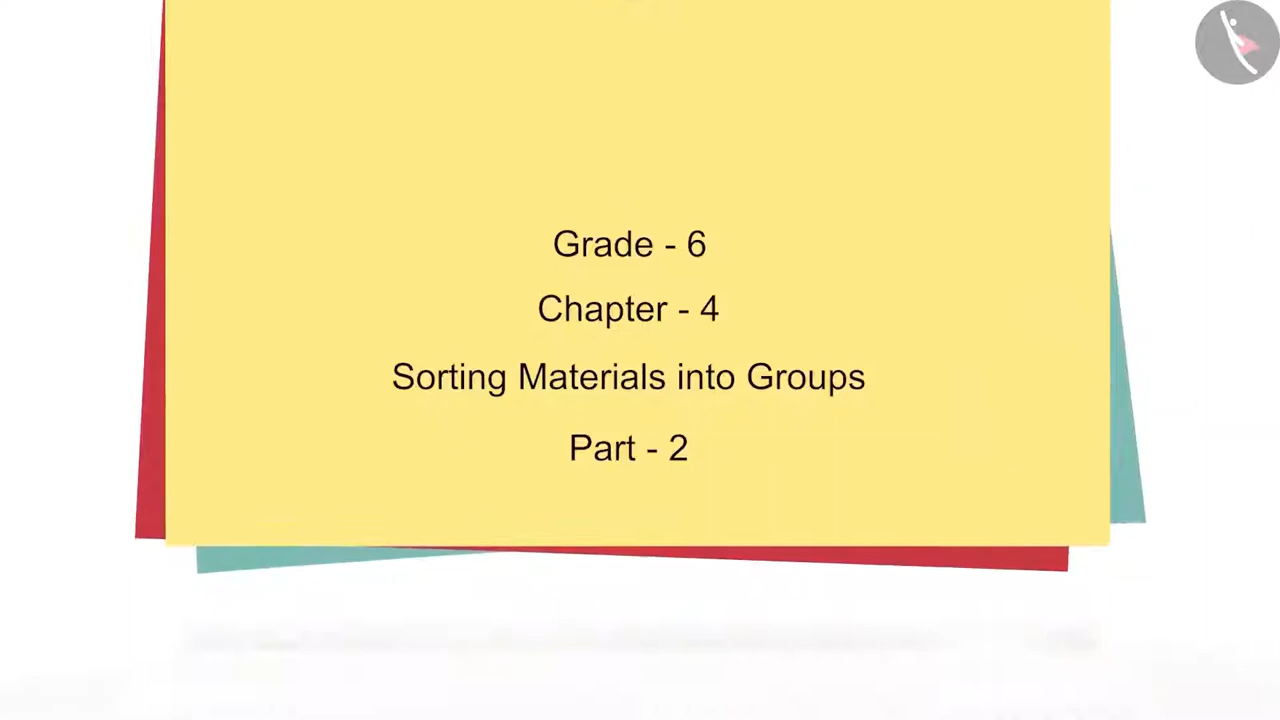 Grade - 6
Chapter - 4
Sorting Materials into Groups
Part - 2